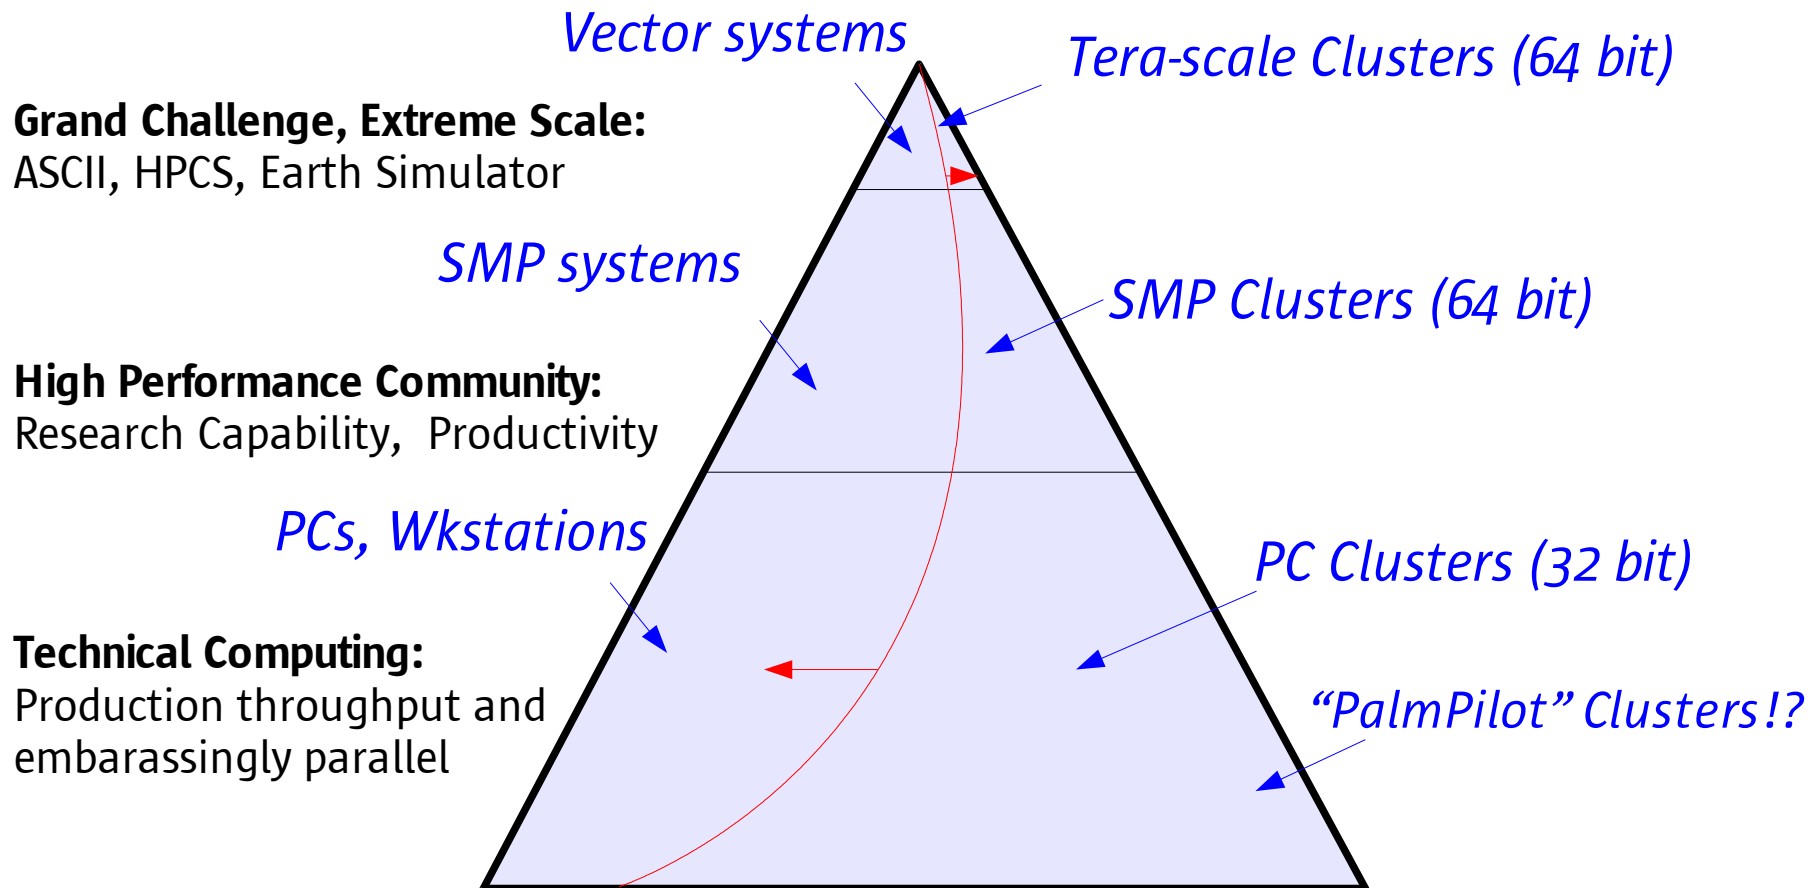 Vector systems
Tera-scale Clusters (64 bit)
Grand Challenge, Extreme Scale:
ASCII, HPCS, Earth Simulator
SMP systems
SMP Clusters (64 bit)
High Performance Community:
Research Capability,  Productivity
PCs, Wkstations
PC Clusters (32 bit)
Technical Computing:
Production throughput and
embarassingly parallel
“PalmPilot” Clusters!?